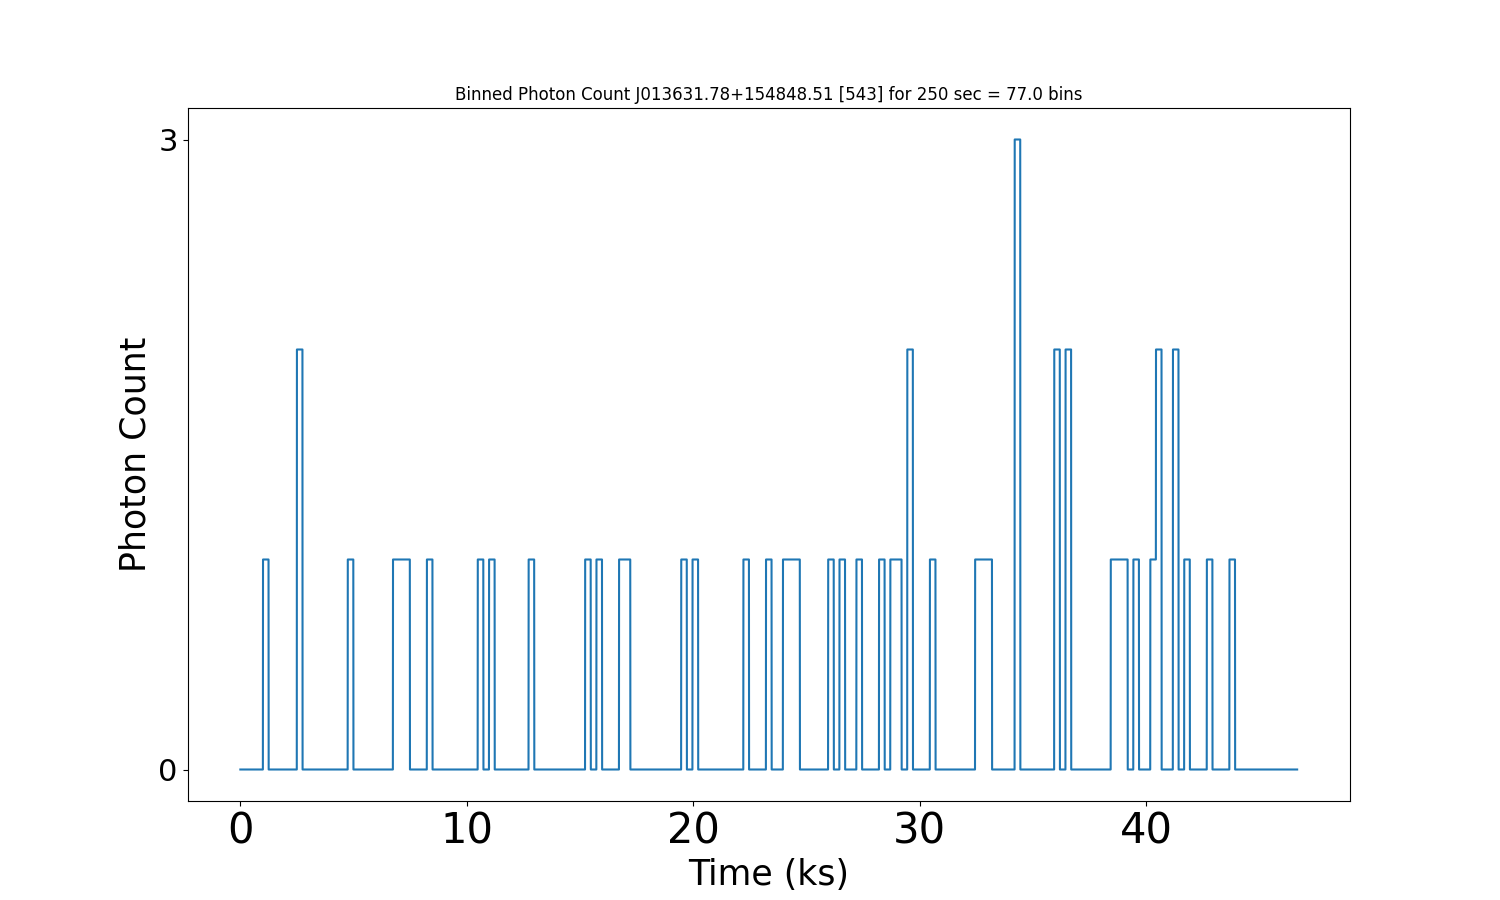 Binned Photon Count J013631.78+154848.51 [543] for 250 sec = 77.0 bins
3
Photon Count
0
0 10 20 30 40
Time (ks)